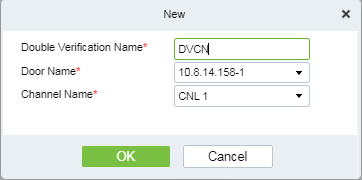 New
Double Verification Name* DVCN
Door Name* 10.8.14.158-1
Channel Name* CNL 1
OK Cancel